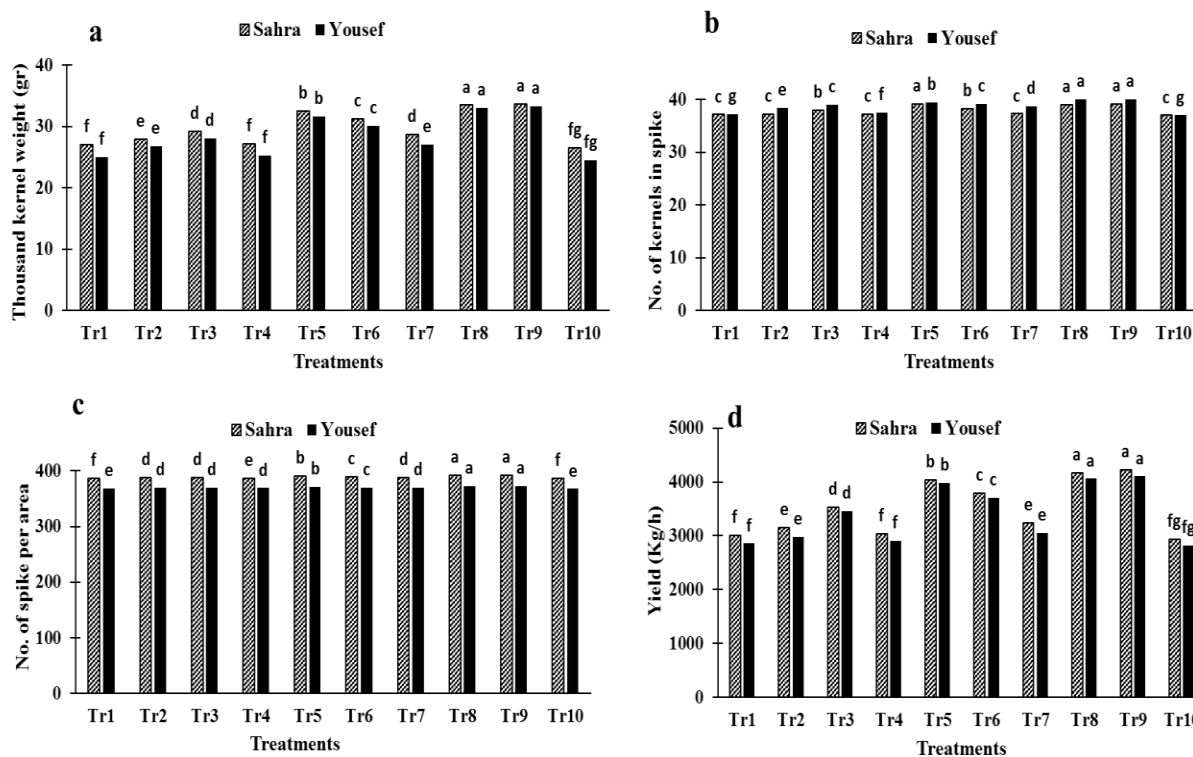 a
Sahra Yousef
Thousand kernel weight (gr)
40
30
20
10
0
f f e e d d f f b b c c d e a a a a fg fg
Tr1 Tr2 Tr3 Tr4 Tr5 Tr6 Tr7 Tr8 Tr9 Tr10
Treatments
b
Sahra Yousef
No. of kernels in spike
40
20
0
c g c e b c c f a b b c c d a a a a c g
Tr1 Tr2 Tr3 Tr4 Tr5 Tr6 Tr7 Tr8 Tr9 Tr10
Treatments
c
Sahra Yousef
No. of spike per area
400
300
200
100
0
f e d d d d e d b b c c d d a a a a f e
Tr1 Tr2 Tr3 Tr4 Tr5 Tr6 Tr7 Tr8 Tr9 Tr10
Treatments
d
Sahra Yousef
Yield (Kg/h)
5000
4000
3000
2000
1000
0
f f e e d d f f b b c c e e a a a a fg fg
Tr1 Tr2 Tr3 Tr4 Tr5 Tr6 Tr7 Tr8 Tr9 Tr10
Treatments